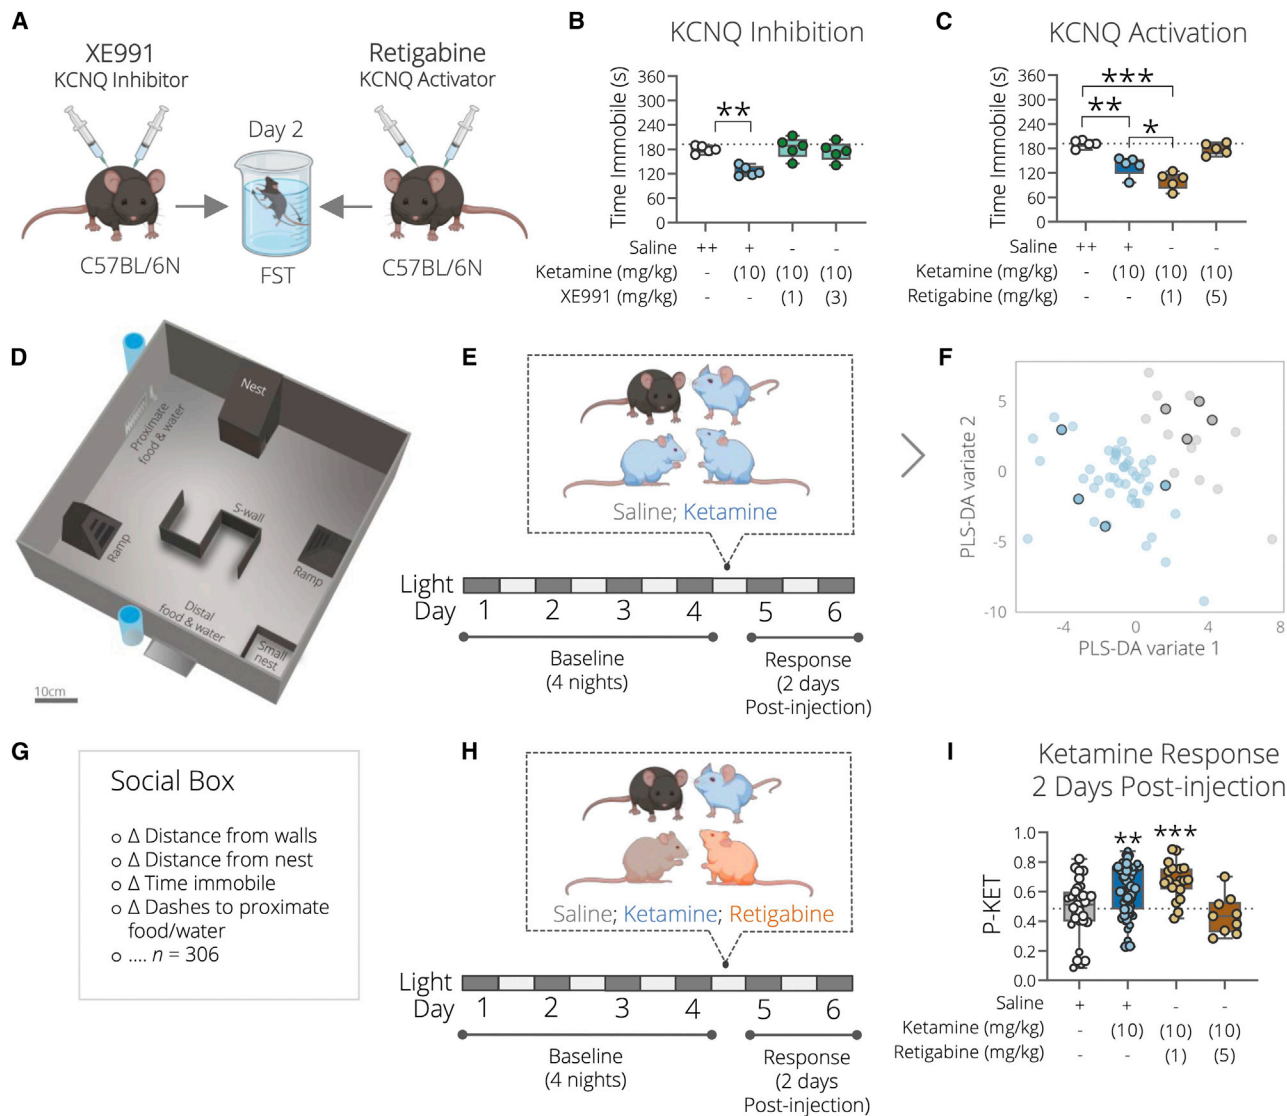 A
XE991
KCNQ Inhibitor
Retigabine
KCNQ Activator
Day 2
C57BL/6N
FST
C57BL/6N
B
KCNQ Inhibition
Time Immobile (s)
360
300
240
180
120
60
0
**
Saline
++ + - -
Ketamine (mg/kg)
- (10) (10) (10)
XE991 (mg/kg)
- - (1) (3)
C
KCNQ Activation
Time Immobile (s)
360
300
240
180
120
60
0
***
**
*
Saline
++ + - -
Ketamine (mg/kg)
- (10) (10) (10)
Retigabine (mg/kg)
- - (1) (5)
D
Nest
Proximate
food & water
S-wall
Ramp
Ramp
Distal
food & water
Small
nest
10cm
E
Saline; Ketamine
Light
Day
1 2 3 4 5 6
Baseline
(4 nights)
Response
(2 days
Post-injection)
F
PLS-DA variate 2
5
0
-5
-10
-4 0 4 8
PLS-DA variate 1
G
Social Box
Δ Distance from walls
Δ Distance from nest
Δ Time immobile
Δ Dashes to proximate
food/water
.... n = 306
H
Saline; Ketamine; Retigabine
Light
Day
1 2 3 4 5 6
Baseline
(4 nights)
Response
(2 days
Post-injection)
I
Ketamine Response
2 Days Post-injection
P-KET
1.0
0.8
0.6
0.4
0.2
0.0
** ***
Saline
+ + - -
Ketamine (mg/kg)
- (10) (10) (10)
Retigabine (mg/kg)
- - (1) (5)